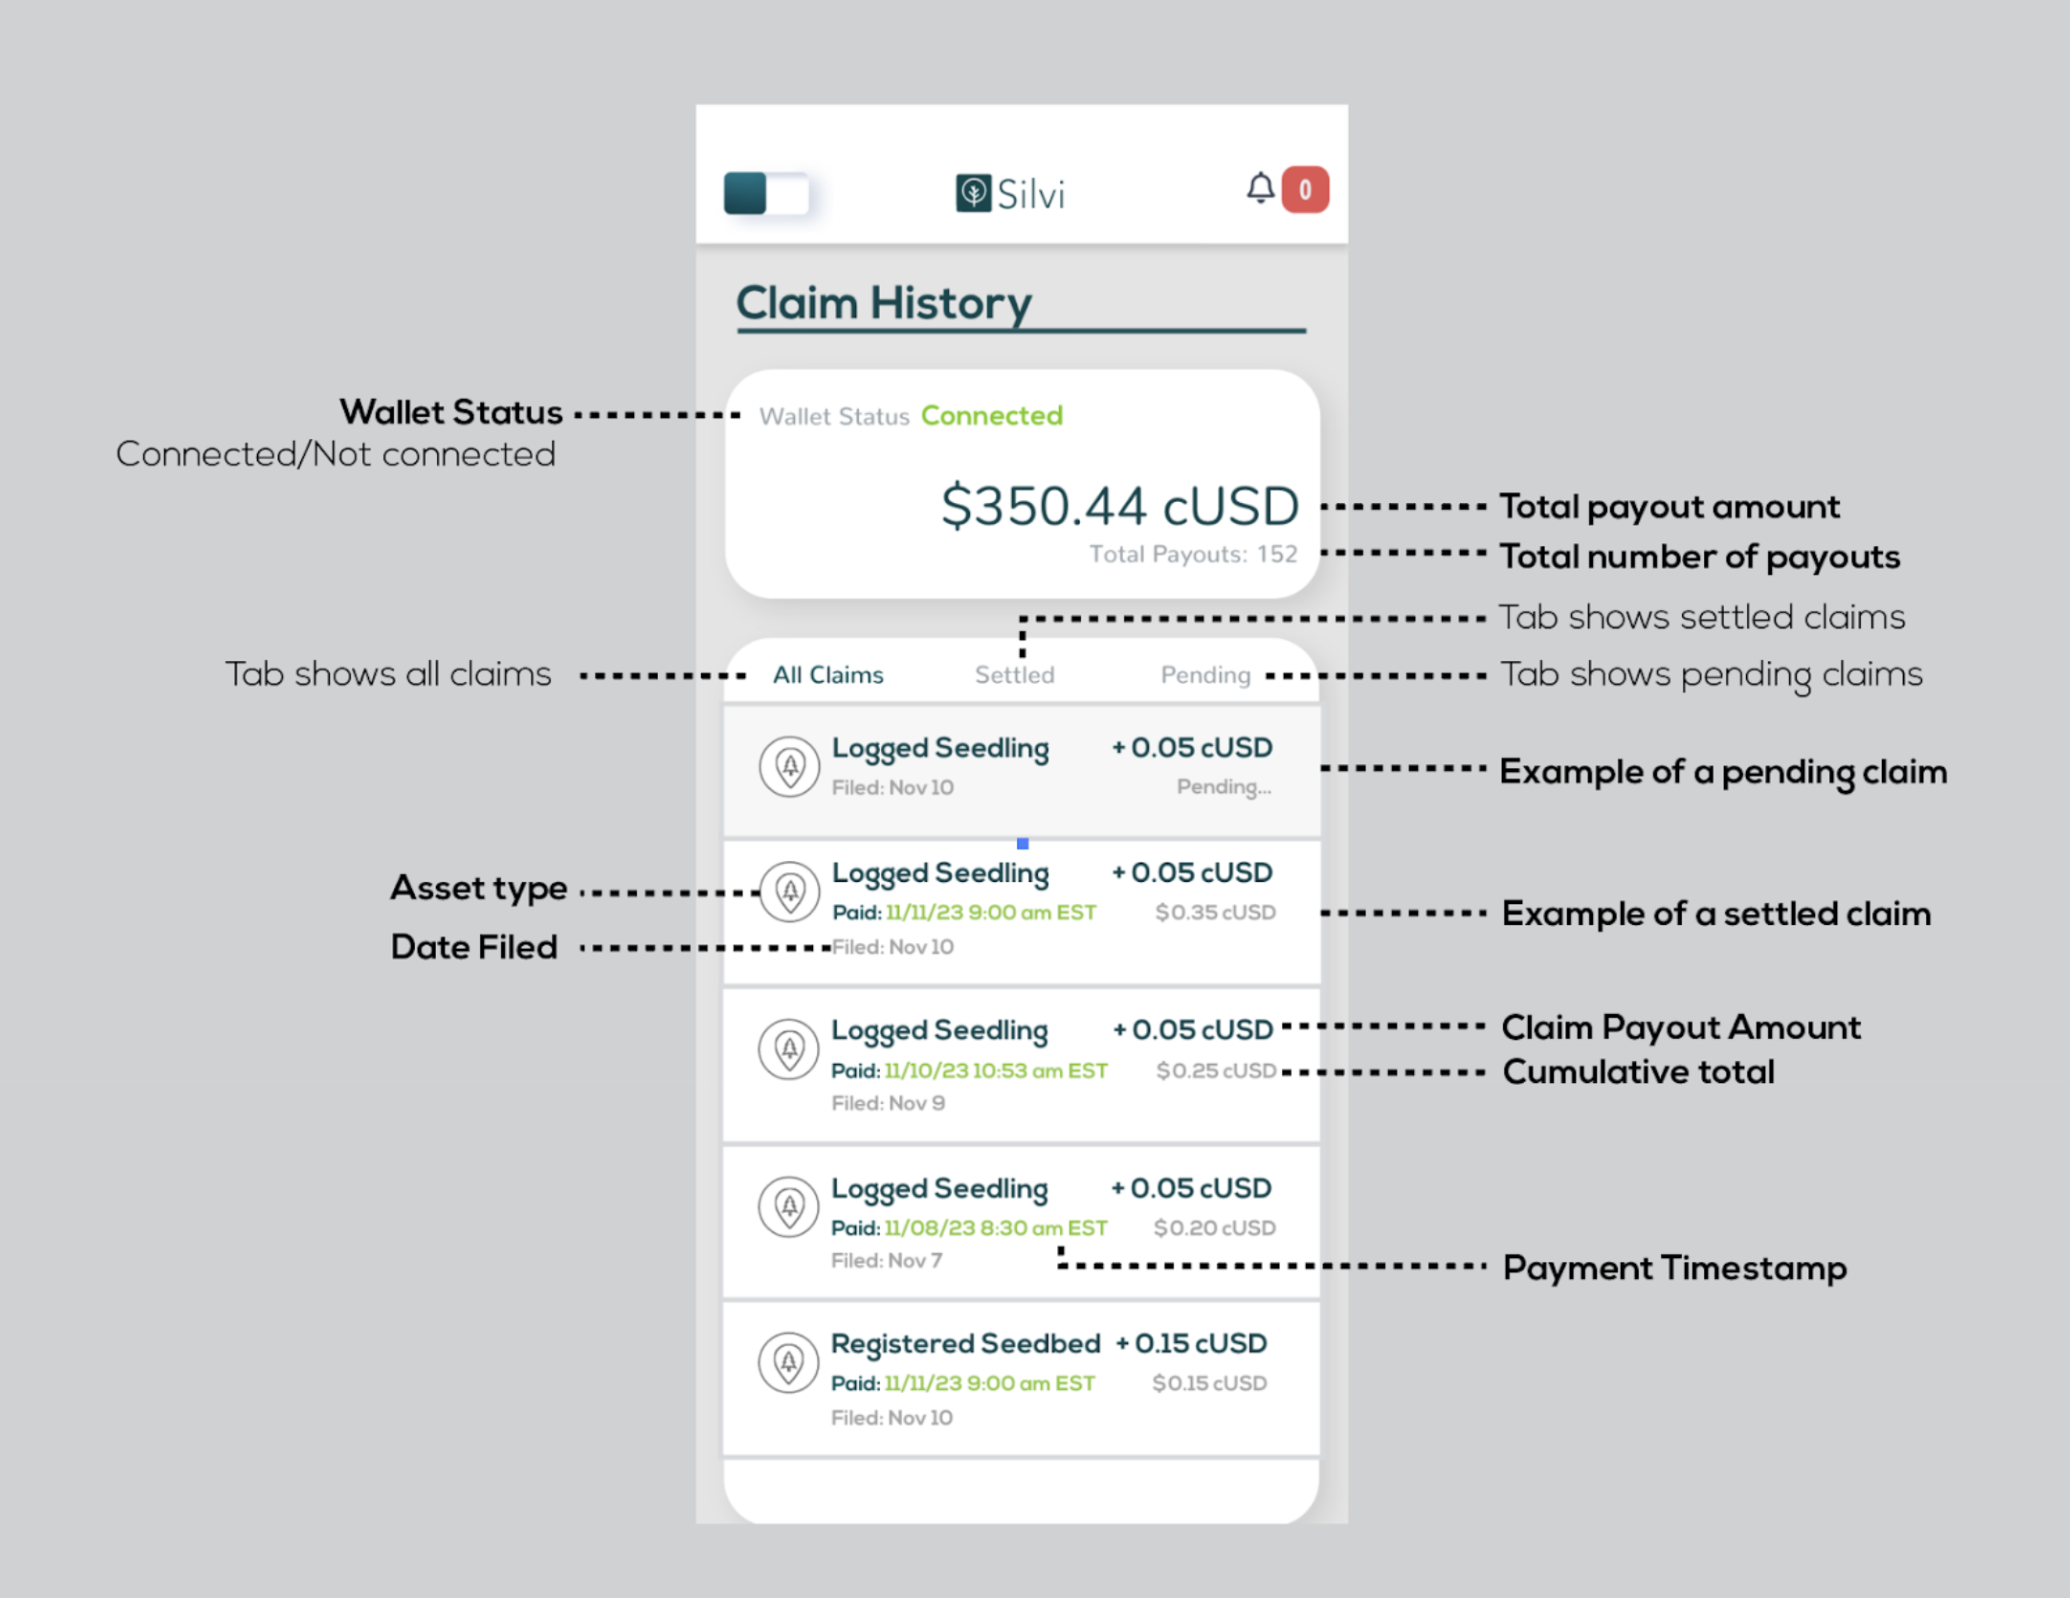 Silvi
0
Claim History
Wallet Status
Connected/Not connected
Wallet Status Connected
$350.44 cUSD
Total payout amount
Total Payouts: 152
Total number of payouts
Tab shows settled claims
Tab shows all claims
All Claims Settled Pending
Tab shows pending claims
Logged Seedling + 0.05 cUSD
Filed: Nov 10 Pending...
Example of a pending claim
Asset type
Logged Seedling + 0.05 cUSD
Paid: 11/11/23 9:00 am EST $0.35 cUSD
Example of a settled claim
Date Filed
Filed: Nov 10
Logged Seedling + 0.05 cUSD
Claim Payout Amount
Paid: 11/10/23 10:53 am EST $0.25 cUSD
Cumulative total
Filed: Nov 9
Logged Seedling + 0.05 cUSD
Paid: 11/08/23 8:30 am EST $0.20 cUSD
Filed: Nov 7
Payment Timestamp
Registered Seedbed + 0.15 cUSD
Paid: 11/11/23 9:00 am EST $0.15 cUSD
Filed: Nov 10